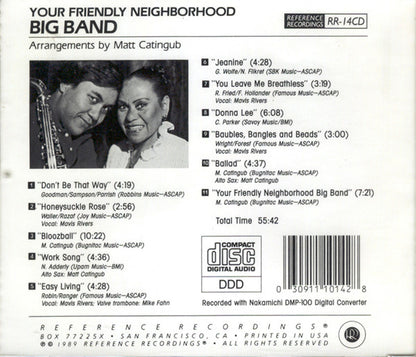 YOUR FRIENDLY NEIGHBORHOOD
BIG BAND
Arrangements by Matt Catingub
REFERENCE
RECORDINGS
RR-14CD
1 "Don't Be That Way" (4:19)
Goodman/Sampson/Parrish (Robbins Music—ASCAP)
2 "Honeysuckle Rose" (2:56)
Waller/Razaf (Joy Music—ASCAP)
Vocal: Mavis Rivers
3 "Bloozball" (10:22)
M. Catingub (Bugnitac Music—ASCAP)
4 "Work Song" (4:36)
N. Adderly (Upam Music—BMI)
Alto Sax: Matt Catingub
5 "Easy Living" (4:28)
Robin/Ranger (Famous Music—ASCAP)
Vocal: Mavis Rivers; Valve trombone: Mike Fahn
6 "Jeanine" (4:28)
G. Wolfe/N. Flikret (SBK Music—ASCAP)
7 "You Leave Me Breathless" (3:19)
R. Fried/F. Hollander (Famous Music—ASCAP)
Vocal: Mavis Rivers
8 "Donna Lee" (6:08)
C. Parker (Savoy Music/BMI)
9 "Baubles, Bangles and Beads" (3:00)
Wright/Forest (Famous Music—ASCAP)
Vocal: Mavis Rivers
10 "Ballad" (4:37)
M. Catingub (Bugnitac Music—ASCAP)
Alto Sax: Matt Catingub
11 "Your Friendly Neighborhood Big Band" (7:21)
M. Catingub (Bugnitac Music—ASCAP)
Total Time 55:42
COMPACT
disc
DIGITAL AUDIO
DDD
0 30911 10142 8
Recorded with Nakamichi DMP-100 Digital Converter
REFERENCE RECORDINGS®
BOX 77225X • SAN FRANCISCO, CA • PRINTED IN USA
© ℗ 1989 REFERENCE RECORDINGS® • ALL RIGHTS RESERVED
RR